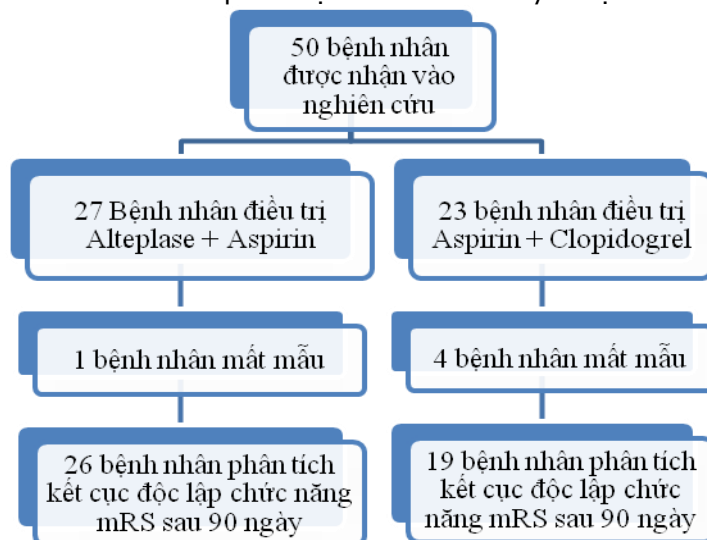 50 bệnh nhân
được nhận vào
nghiên cứu
27 Bệnh nhân điều trị
Alteplase + Aspirin
23 bệnh nhân điều trị
Aspirin + Clopidogrel
1 bệnh nhân mất mẫu
4 bệnh nhân mất mẫu
26 bệnh nhân phân tích
kết cục độc lập chức năng
mRS sau 90 ngày
19 bệnh nhân phân tích
kết cục độc lập chức
năng mRS sau 90 ngày